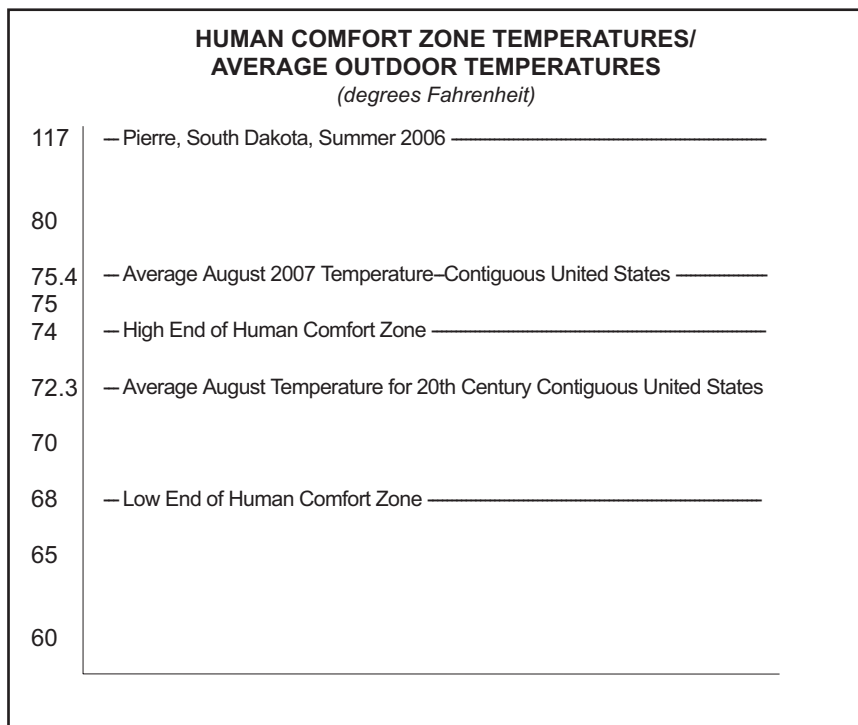 HUMAN COMFORT ZONE TEMPERATURES/
AVERAGE OUTDOOR TEMPERATURES
(degrees Fahrenheit)
117 Pierre, South Dakota, Summer 2006
80
75.4 Average August 2007 Temperature–Contiguous United States
75
74 High End of Human Comfort Zone
72.3 Average August Temperature for 20th Century Contiguous United States
70
68 Low End of Human Comfort Zone
65
60